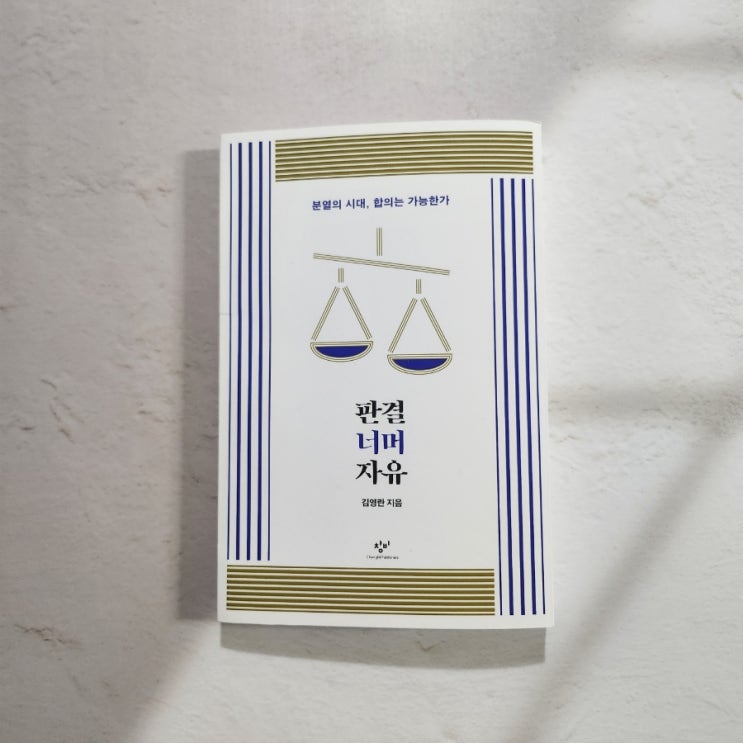 분열의 시대, 합의는 가능한가
판결
너머
자유
김영란 지음
창비